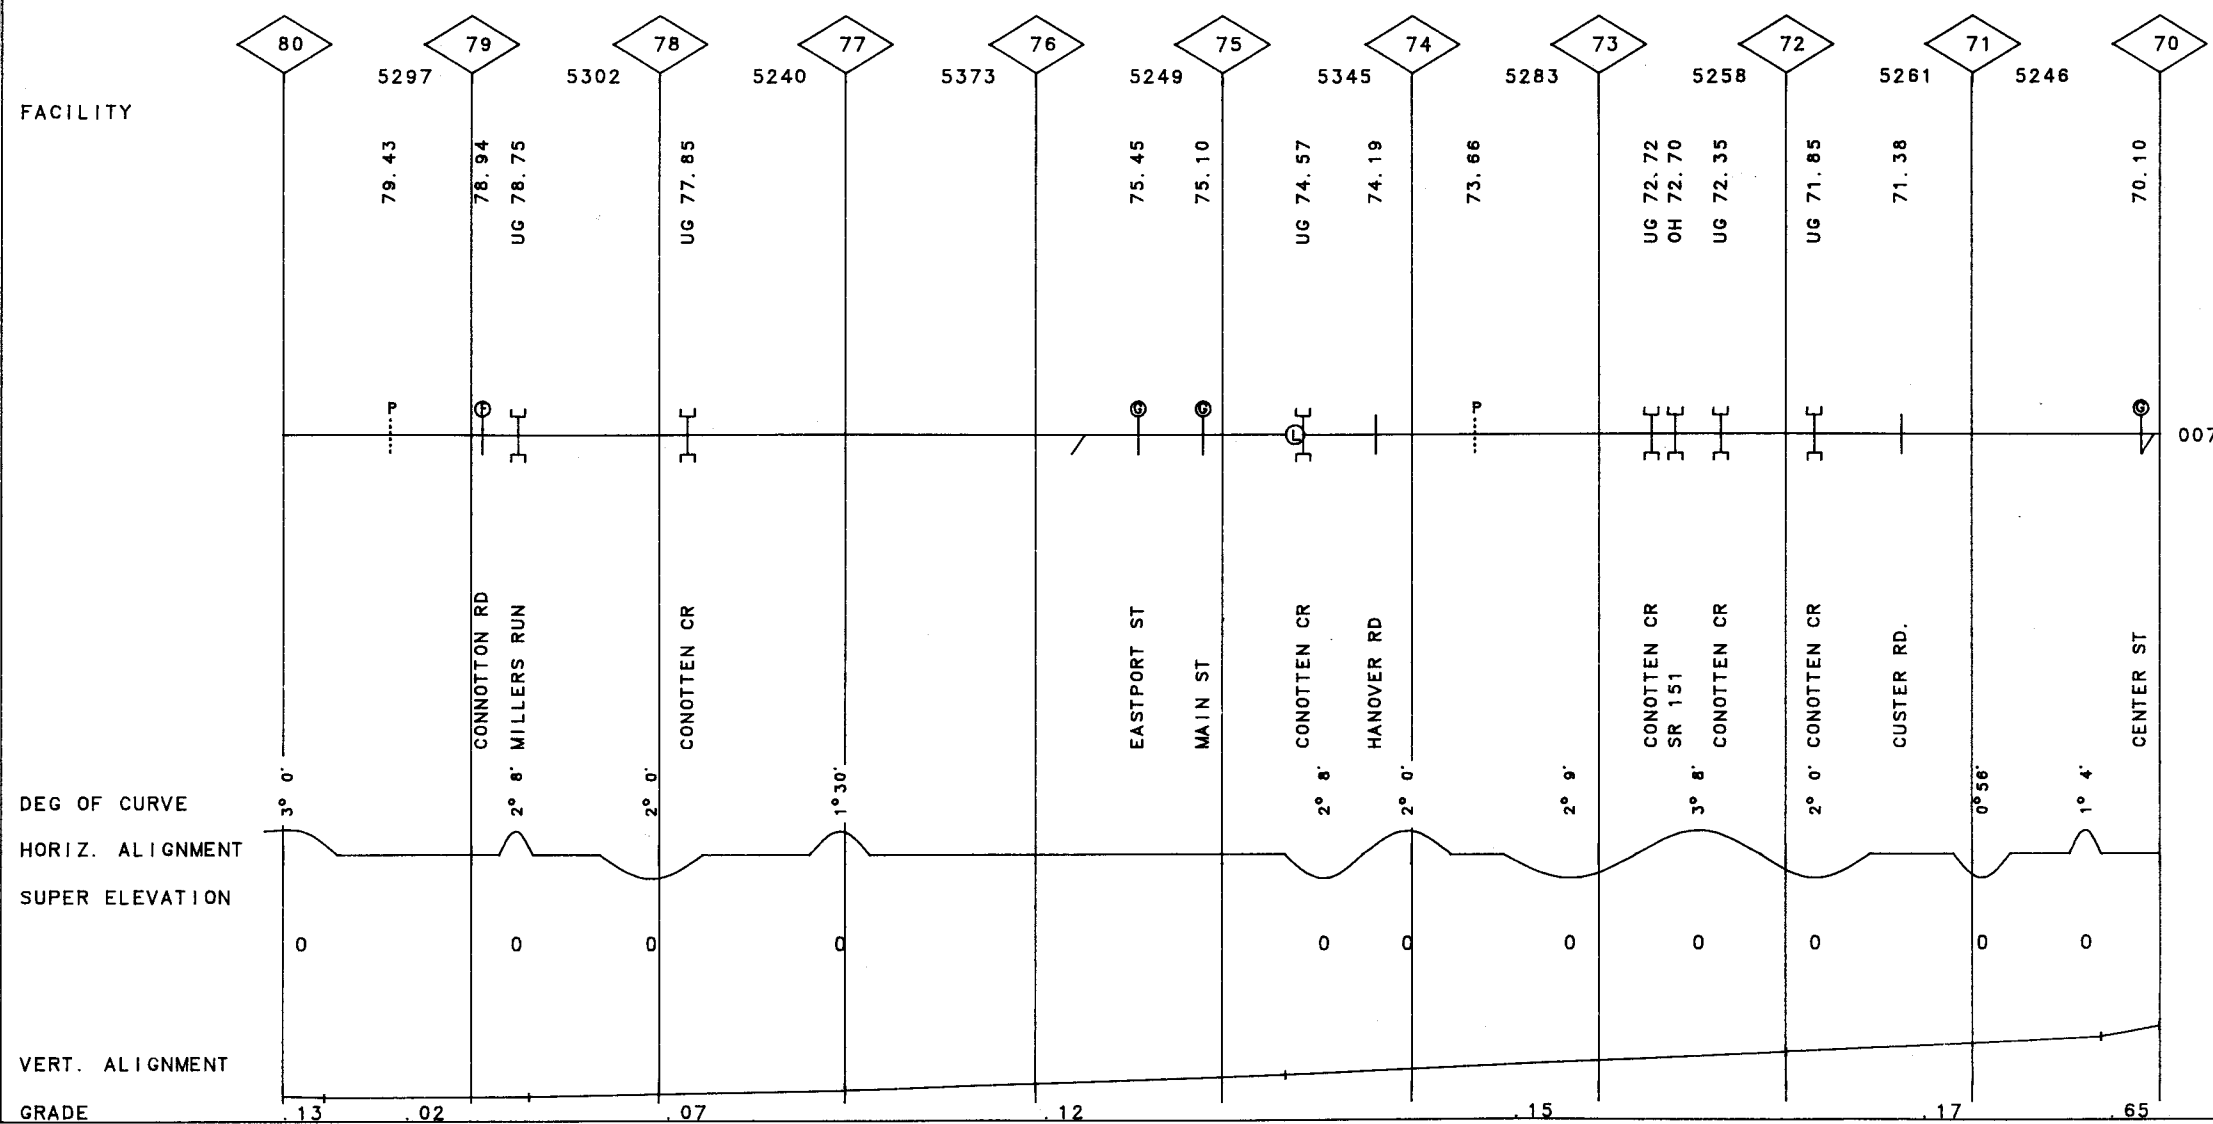 80 79 78 77 76 75 74 73 72 71 70
5297 5302 5240 5373 5249 5345 5283 5258 5261 5246
FACILITY
79.43
78.94
UG 78.75
UG 77.85
75.45
75.10
UG 74.57
74.19
73.66
UG 72.72
OH 72.70
UG 72.35
UG 71.85
71.38
70.10
P F G G L P G
007
CONNOTTON RD
MILLERS RUN
CONOTTEN CR
EASTPORT ST
MAIN ST
CONOTTEN CR
HANOVER RD
CONOTTEN CR
SR 151
CONOTTEN CR
CONOTTEN CR
CUSTER RD.
CENTER ST
DEG OF CURVE
3° 0' 2° 8' 2° 0' 1°30' 2° 8' 2° 0' 2° 9' 3° 8' 2° 0' 0°56' 1° 4'
HORIZ. ALIGNMENT
SUPER ELEVATION
0 0 0 0 0 0 0 0 0 0 0
VERT. ALIGNMENT
GRADE .13 .02 .07 .12 .15 .17 .65